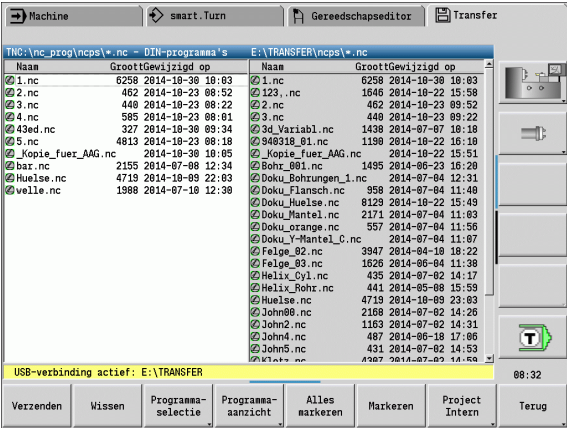 Machine
smart.Turn
Gereedschapseditor
Transfer
TNC:\nc_prog\ncps\*.nc - DIN-programma's
Naam GroottGewijzigd op
1.nc 6258 2014-10-30 10:03
2.nc 462 2014-10-23 08:52
3.nc 440 2014-10-23 08:22
4.nc 585 2014-10-23 08:01
43ed.nc 327 2014-10-30 09:34
5.nc 4813 2014-10-23 08:18
_Kopie_fuer_AAG.nc 2014-10-30 10:05
bar.nc 2155 2014-07-08 12:34
Huelse.nc 4719 2014-10-09 22:03
velle.nc 1988 2014-07-10 12:30
E:\TRANSFER\ncps\*.nc
Naam GroottGewijzigd op
1.nc 6258 2014-10-30 10:03
123,.nc 1646 2014-10-22 15:58
2.nc 462 2014-10-23 09:52
3.nc 440 2014-10-23 09:22
3d_Variabl.nc 1438 2014-07-07 10:18
940318_01.nc 1190 2014-10-22 16:10
_Kopie_fuer_AAG.nc 2014-10-22 15:51
Bohr_001.nc 1495 2014-06-23 16:20
Doku_Bohrungen_1.nc 2014-07-04 12:31
Doku_Flansch.nc 958 2014-07-04 11:40
Doku_Huelse.nc 8129 2014-10-22 15:49
Doku_Mantel.nc 2171 2014-07-04 11:03
Doku_orange.nc 557 2014-07-04 11:56
Doku_Y-Mantel_C.nc 2014-07-04 11:07
Felge_02.nc 3947 2014-04-10 18:22
Felge_03.nc 1626 2014-07-04 11:38
Helix_Cyl.nc 435 2014-07-02 14:17
Helix_Rohr.nc 441 2014-05-08 15:59
Huelse.nc 4719 2014-10-09 23:03
John00.nc 2168 2014-07-02 14:26
John2.nc 1163 2014-07-02 14:31
John4.nc 487 2014-06-18 17:06
John5.nc 431 2014-07-02 14:53
Klotz.nc 4307 2014-07-02 14:59
USB-verbinding actief: E:\TRANSFER
T
08:32
Verzenden
Wissen
Programma-
selectie
Programma-
aanzicht
Alles
markeren
Markeren
Project
Intern
Terug